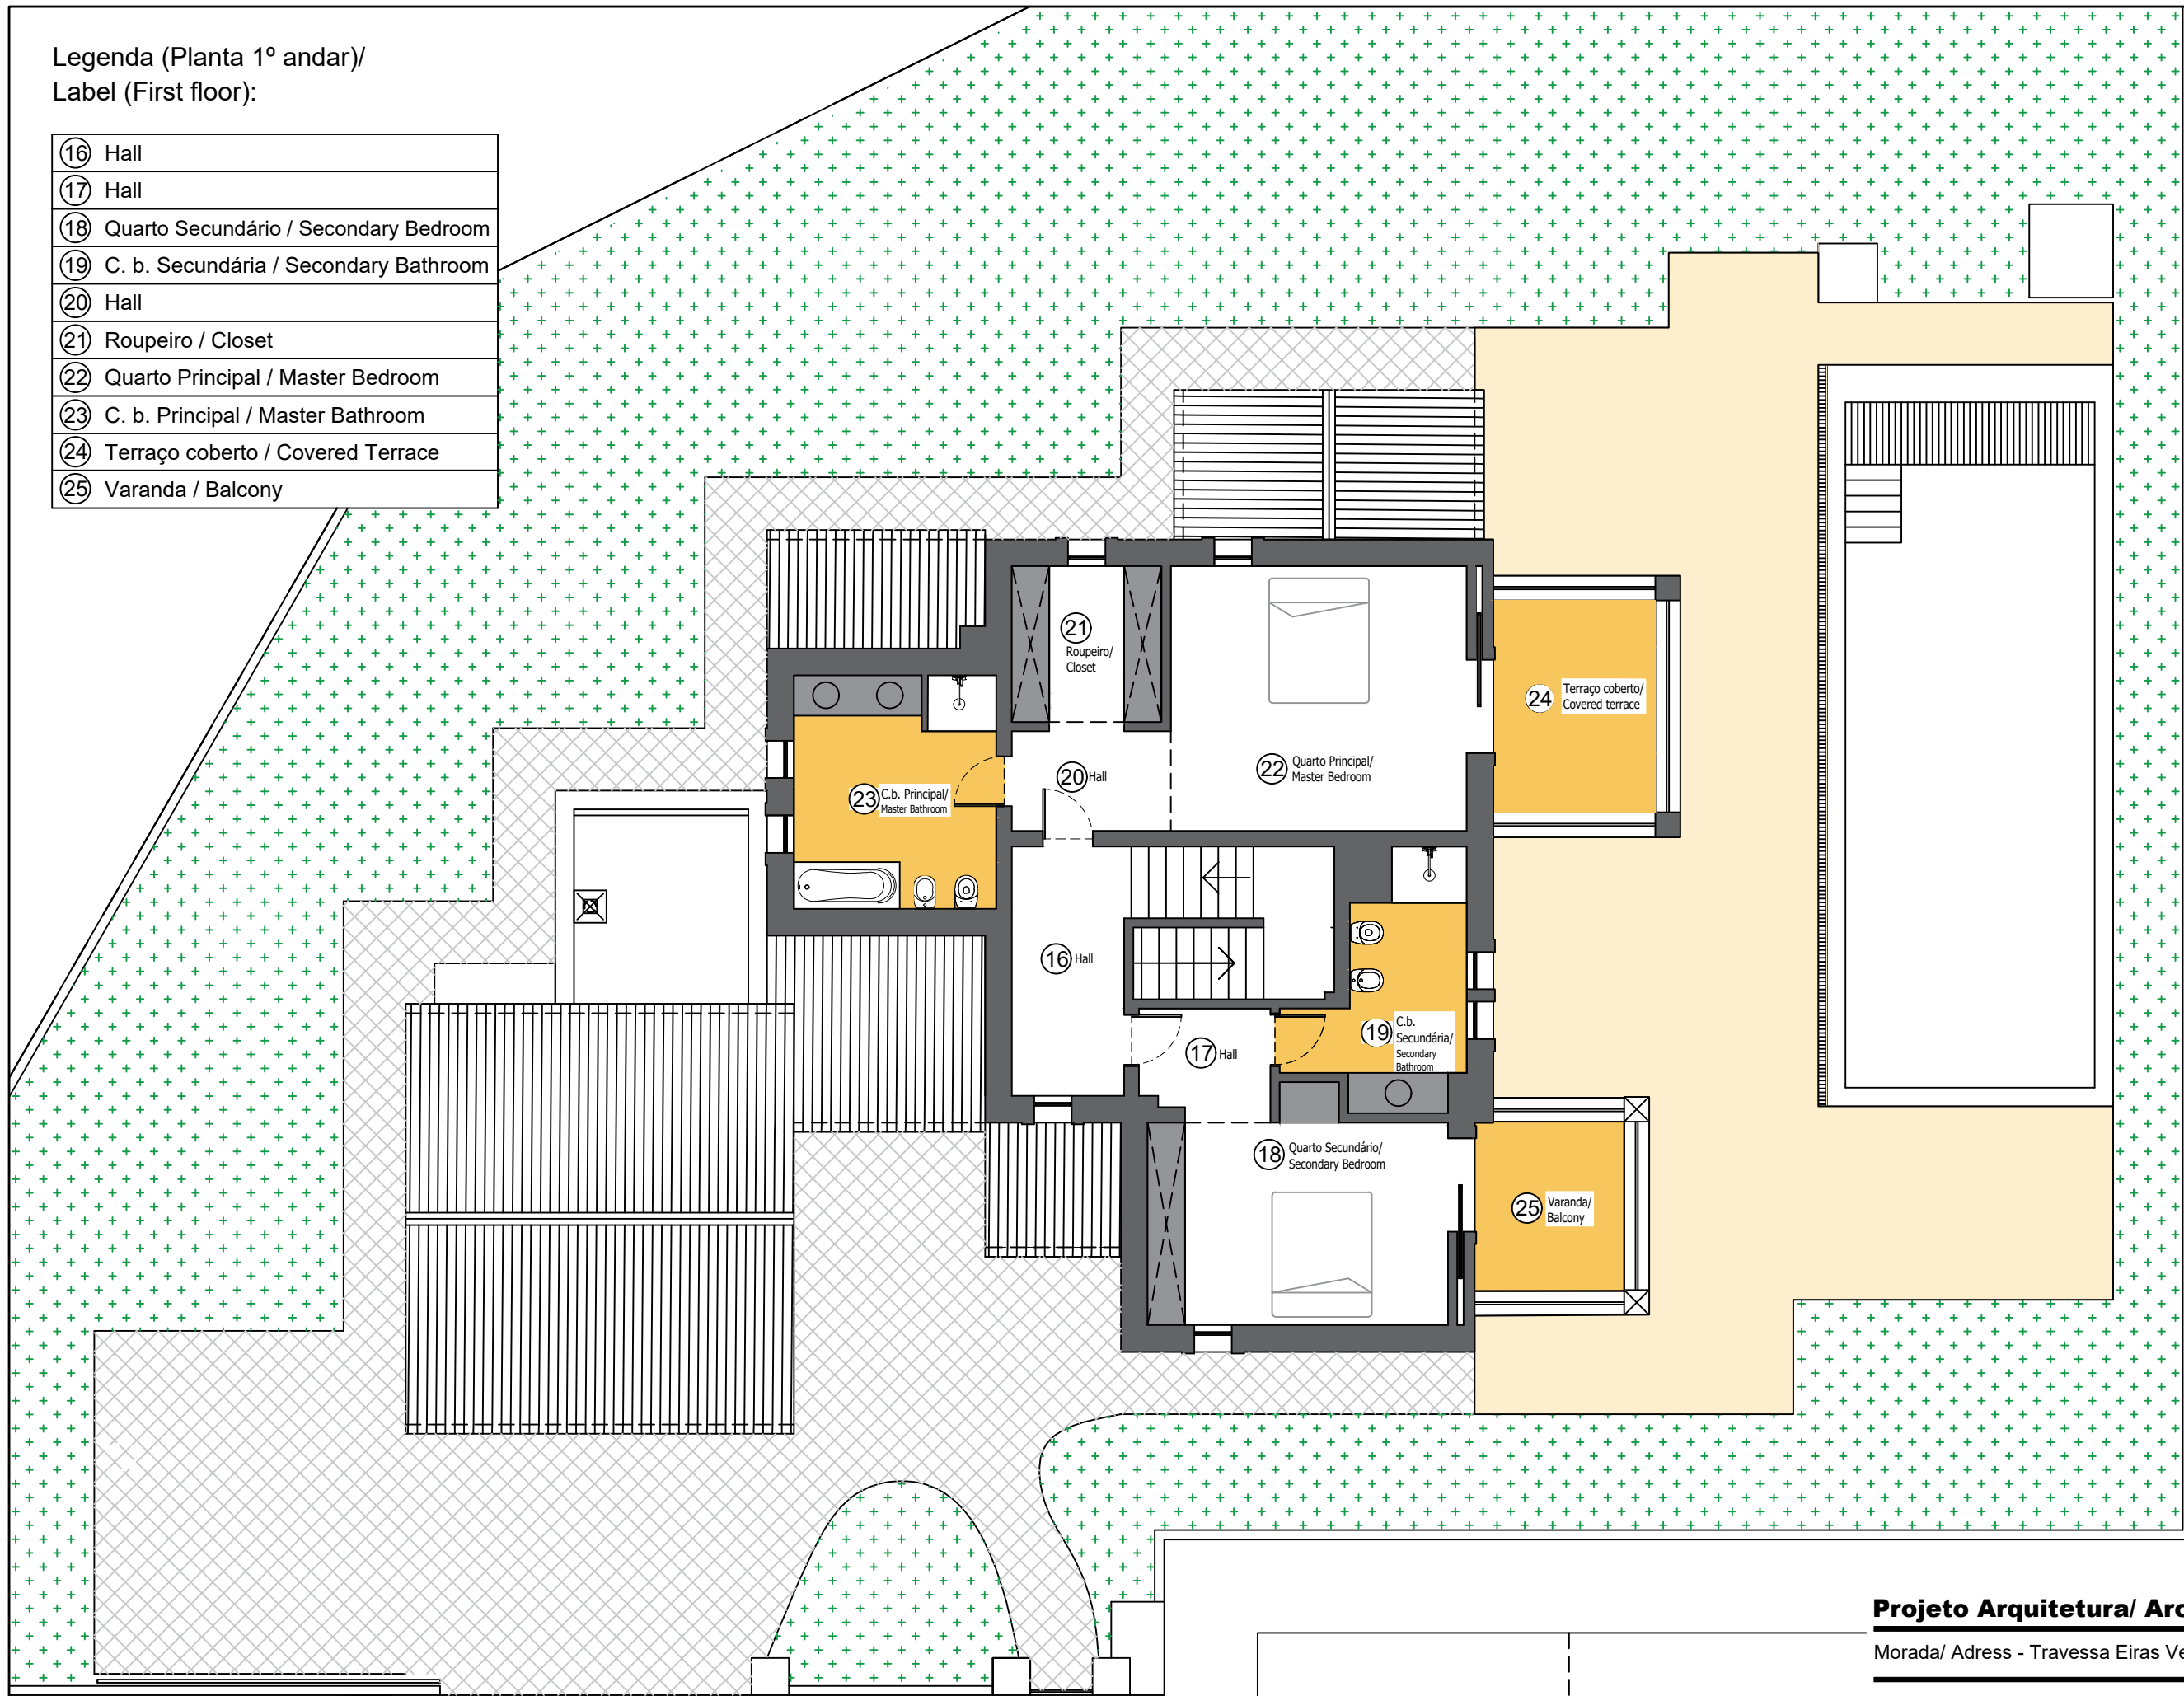 Legenda (Planta 1º andar)/
Label (First floor):
16 Hall
17 Hall
18 Quarto Secundário / Secondary Bedroom
19 C. b. Secundária / Secondary Bathroom
20 Hall
21 Roupeiro / Closet
22 Quarto Principal / Master Bedroom
23 C. b. Principal / Master Bathroom
24 Terraço coberto / Covered Terrace
25 Varanda / Balcony
21
Roupeiro/
Closet
24 Terraço coberto/
Covered terrace
22 Quarto Principal/
Master Bedroom
20 Hall
23 C.b. Principal/
Master Bathroom
16 Hall
19 C.b.
Secundária/
Secondary
Bathroom
17 Hall
18 Quarto Secundário/
Secondary Bedroom
25 Varanda/
Balcony
Projeto Arquitetura/
Morada/ Adress - Travessa Eiras